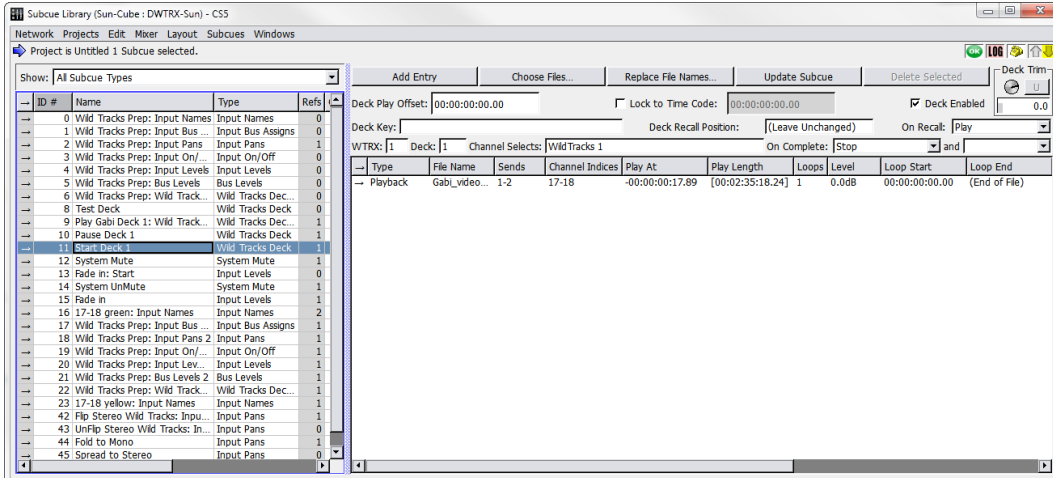 Subcue Library (Sun-Cube : DWTRX-Sun) - CS5
Network Projects Edit Mixer Layout Subcues Windows
Project is Untitled 1 Subcue selected.
OK LOG
Show: All Subcue Types
Add Entry Choose Files... Replace File Names... Update Subcue Delete Selected
Deck Trim
U
0.0
Deck Play Offset: 00:00:00:00.00 Lock to Time Code: 00:00:00:00.00 Deck Enabled
Deck Key: Deck Recall Position: (Leave Unchanged) On Recall: Play
WTRX: 1 Deck: 1 Channel Selects: WildTracks 1 On Complete: Stop and
→ Type File Name Sends Channel Indices Play At Play Length Loops Level Loop Start Loop End
→ Playback Gabi_video... 1-2 17-18 -00:00:00:17.89 [00:02:35:18.24] 1 0.0dB 00:00:00:00.00 (End of File)
→ ID # Name Type Refs
→ 0 Wild Tracks Prep: Input Names Input Names 0
→ 1 Wild Tracks Prep: Input Bus ... Input Bus Assigns 0
→ 2 Wild Tracks Prep: Input Pans Input Pans 1
→ 3 Wild Tracks Prep: Input On/... Input On/Off 0
→ 4 Wild Tracks Prep: Input Levels Input Levels 0
→ 5 Wild Tracks Prep: Bus Levels Bus Levels 0
→ 6 Wild Tracks Prep: Wild Track... Wild Tracks Dec... 0
→ 8 Test Deck Wild Tracks Deck 0
→ 9 Play Gabi Deck 1: Wild Track... Wild Tracks Dec... 1
→ 10 Pause Deck 1 Wild Tracks Deck 1
→ 11 Start Deck 1 Wild Tracks Deck 1
→ 12 System Mute System Mute 1
→ 13 Fade in: Start Input Levels 0
→ 14 System UnMute System Mute 1
→ 15 Fade in Input Levels 1
→ 16 17-18 green: Input Names Input Names 2
→ 17 Wild Tracks Prep: Input Bus ... Input Bus Assigns 1
→ 18 Wild Tracks Prep: Input Pans 2 Input Pans 1
→ 19 Wild Tracks Prep: Input On/... Input On/Off 1
→ 20 Wild Tracks Prep: Input Lev... Input Levels 1
→ 21 Wild Tracks Prep: Bus Levels 2 Bus Levels 1
→ 22 Wild Tracks Prep: Wild Track... Wild Tracks Dec... 1
→ 23 17-18 yellow: Input Names Input Names 1
→ 42 Flip Stereo Wild Tracks: Inpu... Input Pans 1
→ 43 UnFlip Stereo Wild Tracks: In... Input Pans 0
→ 44 Fold to Mono Input Pans 1
→ 45 Spread to Stereo Input Pans 0